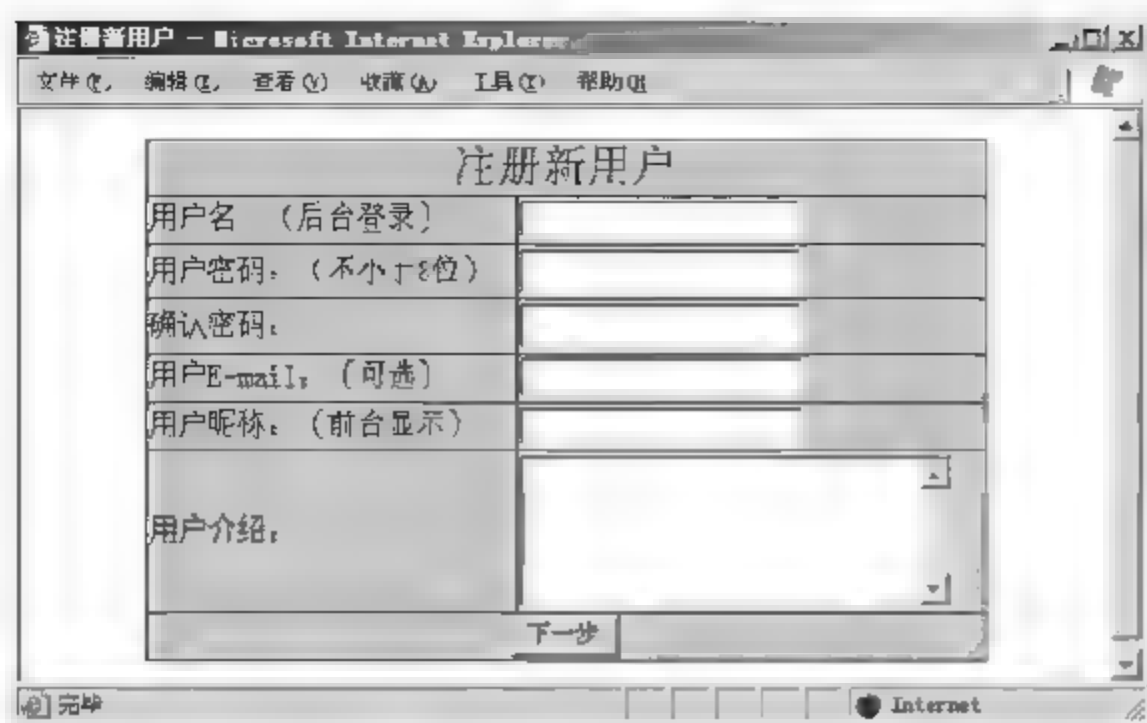 注册新用户 - Microsoft Internet Explorer
文件(F) 编辑(E) 查看(V) 收藏(A) 工具(T) 帮助(H)
注册新用户
用户名 (后台登录)
用户密码: (不小于8位)
确认密码:
用户E-mail: (可选)
用户昵称: (前台显示)
用户介绍:
下一步
完毕 Internet